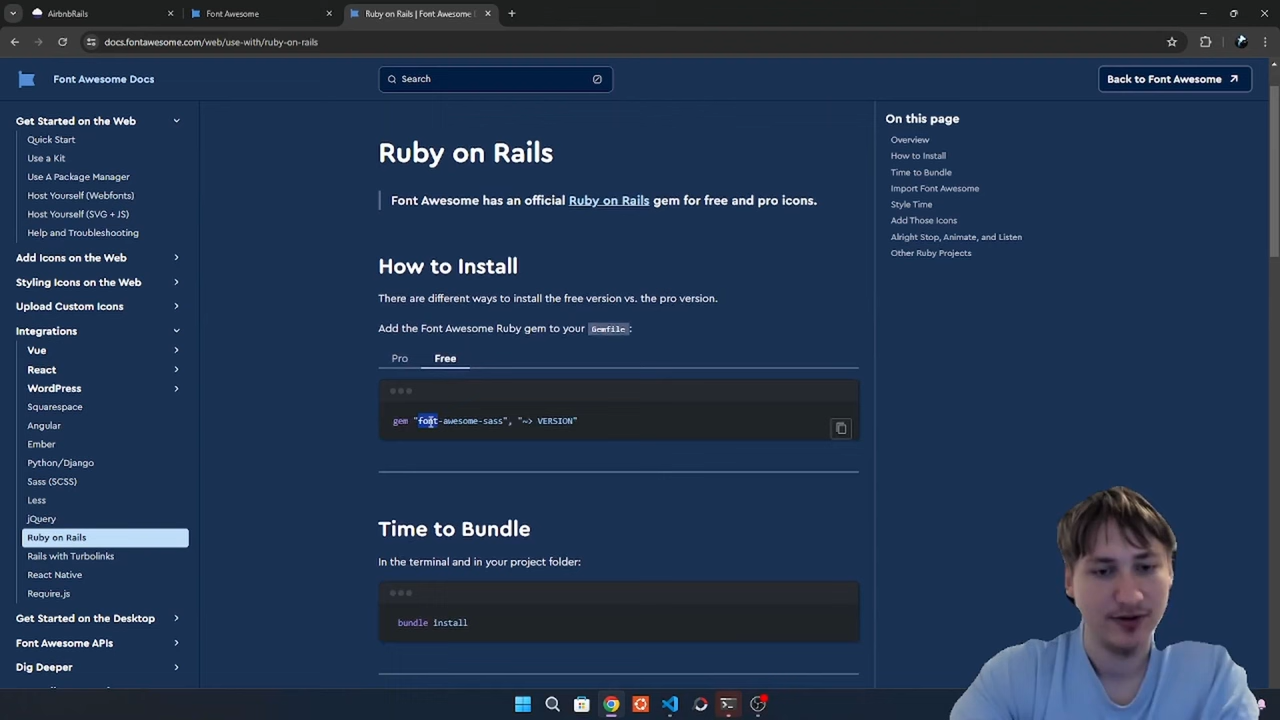 AirbnbRails
Font Awesome
Ruby on Rails | Font Awesome
docs.fontawesome.com/web/use-with/ruby-on-rails
Font Awesome Docs
Search
Back to Font Awesome
Get Started on the Web
Quick Start
Use a Kit
Use A Package Manager
Host Yourself (Webfonts)
Host Yourself (SVG + JS)
Help and Troubleshooting
Add Icons on the Web
Styling Icons on the Web
Upload Custom Icons
Integrations
Vue
React
WordPress
Squarespace
Angular
Ember
Python/Django
Sass (SCSS)
Less
jQuery
Ruby on Rails
Rails with Turbolinks
React Native
Require.js
Get Started on the Desktop
Font Awesome APIs
Dig Deeper
Ruby on Rails
Font Awesome has an official Ruby on Rails gem for free and pro icons.
How to Install
There are different ways to install the free version vs. the pro version.
Add the Font Awesome Ruby gem to your Gemfile:
Pro
Free
gem "font-awesome-sass", "~> VERSION"
Time to Bundle
In the terminal and in your project folder:
bundle install
On this page
Overview
How to Install
Time to Bundle
Import Font Awesome
Style Time
Add Those Icons
Alright Stop, Animate, and Listen
Other Ruby Projects